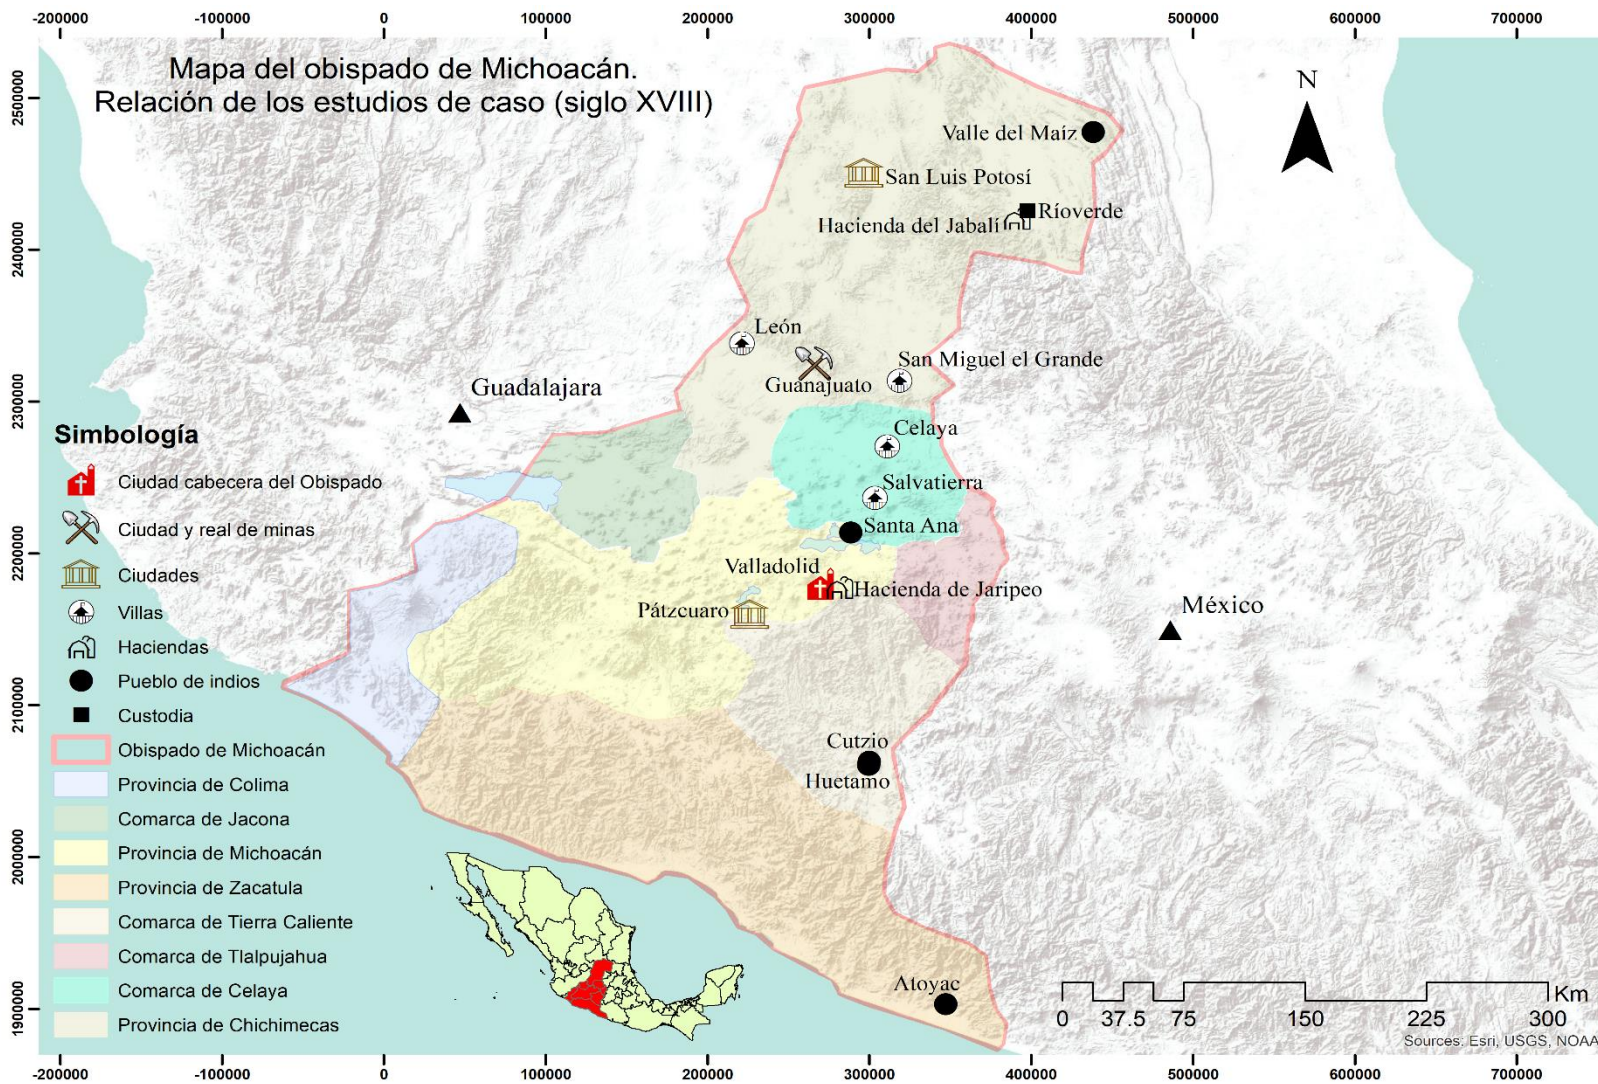 -200000 -100000 0 100000 200000 300000 400000 500000 600000 700000
Mapa del obispado de Michoacán.
Relación de los estudios de caso (siglo XVIII)
N
2500000
2400000
2300000
2200000
2100000
2000000
1900000
Valle del Maíz
San Luis Potosí
Ríoverde
Hacienda del Jabalí
León
San Miguel el Grande
Guanajuato
Guadalajara
Celaya
Salvatierra
Santa Ana
Valladolid
Hacienda de Jaripeo
Pátzcuaro
México
Cutzio
Huetamo
Atoyac
Simbología
Ciudad cabecera del Obispado
Ciudad y real de minas
Ciudades
Villas
Haciendas
Pueblo de indios
Custodia
Obispado de Michoacán
Provincia de Colima
Comarca de Jacona
Provincia de Michoacán
Provincia de Zacatula
Comarca de Tierra Caliente
Comarca de Tlalpujahua
Comarca de Celaya
Provincia de Chichimecas
Km
0 37.5 75 150 225 300
Sources: Esri, USGS, NOAA
-200000 -100000 0 100000 200000 300000 400000 500000 600000 700000